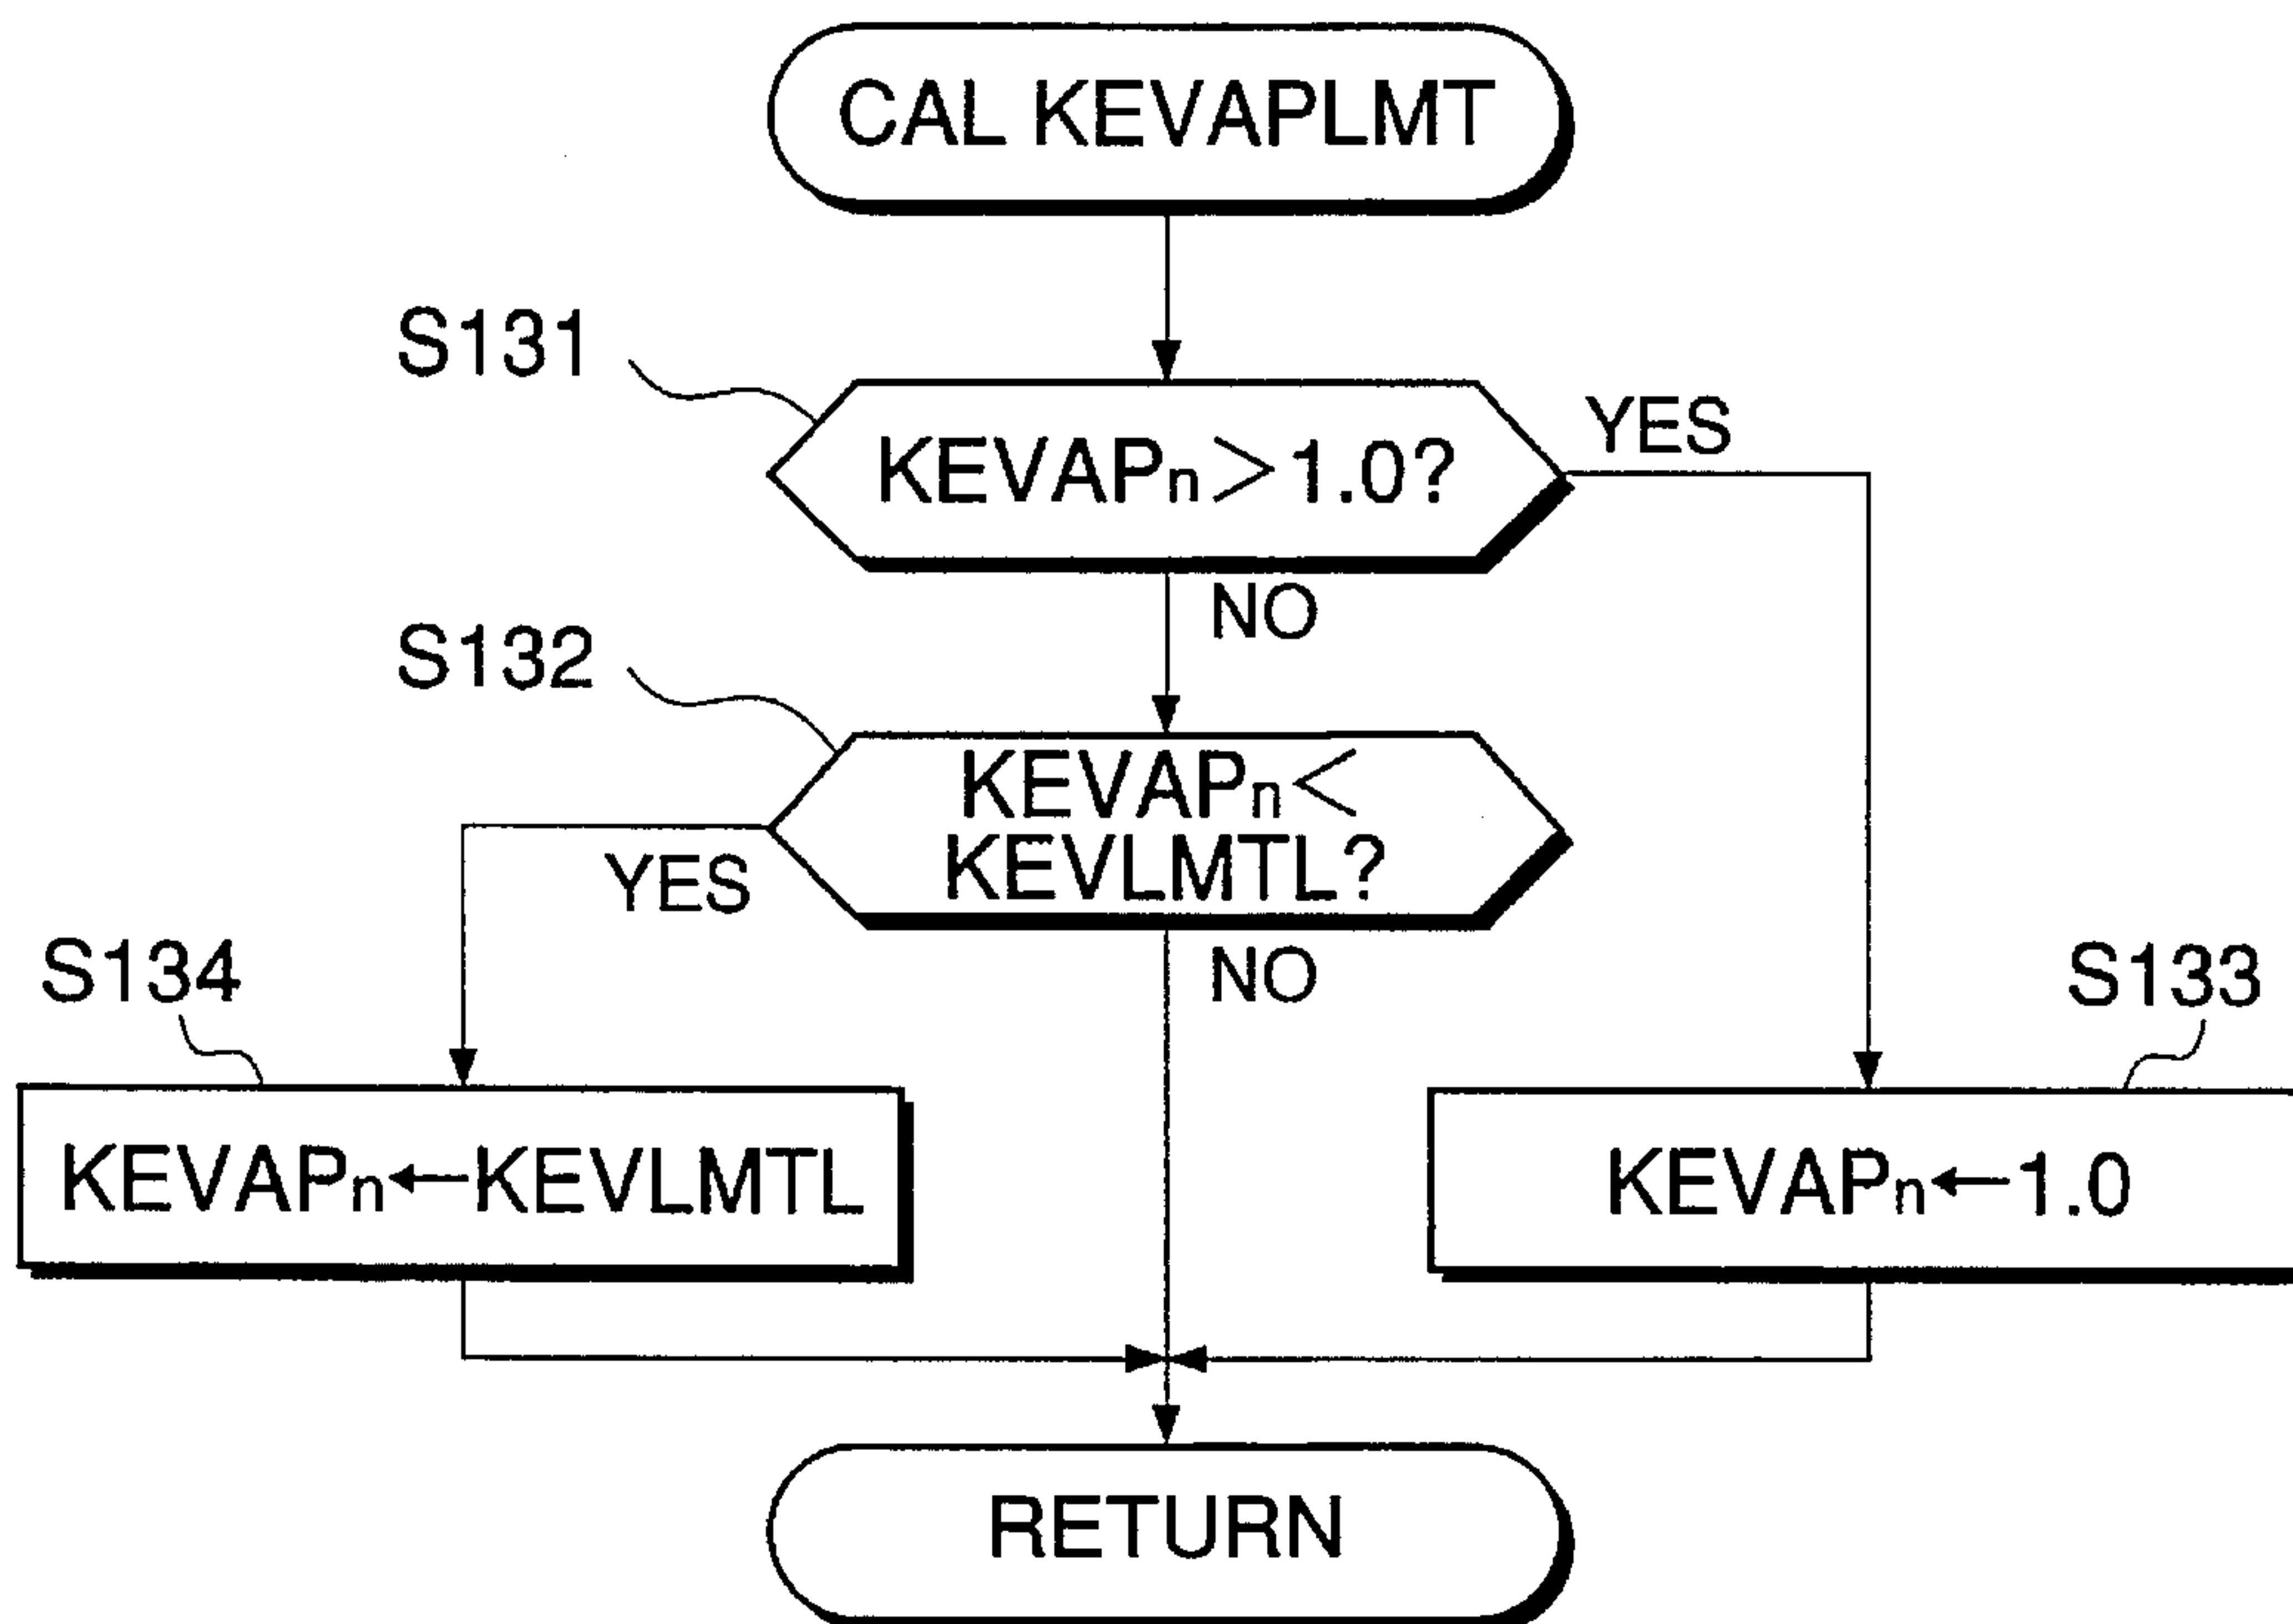 CAL KEVAPLMT
S131
KEVAPn>1.0?
YES
NO
S132
KEVAPn<
KEVLMTL?
YES
NO
S134
S133
KEVAPn←KEVLMTL
KEVAPn←1.0
RETURN